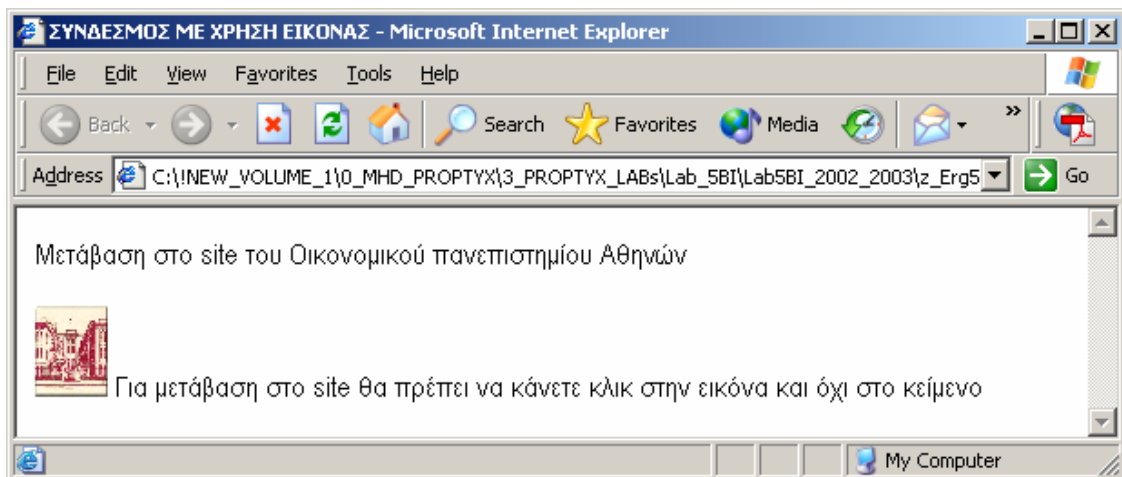 ΣΥΝΔΕΣΜΟΣ ΜΕ ΧΡΗΣΗ ΕΙΚΟΝΑΣ - Microsoft Internet Explorer
File Edit View Favorites Tools Help
Back Search Favorites Media »
Address C:\!NEW_VOLUME_1\0_MHD_PROPTYX\3_PROPTYX_LABs\Lab_5BI\Lab5BI_2002_2003\z_Erg5 Go
Μετάβαση στο site του Οικονομικού πανεπιστημίου Αθηνών
Για μετάβαση στο site θα πρέπει να κάνετε κλικ στην εικόνα και όχι στο κείμενο
My Computer